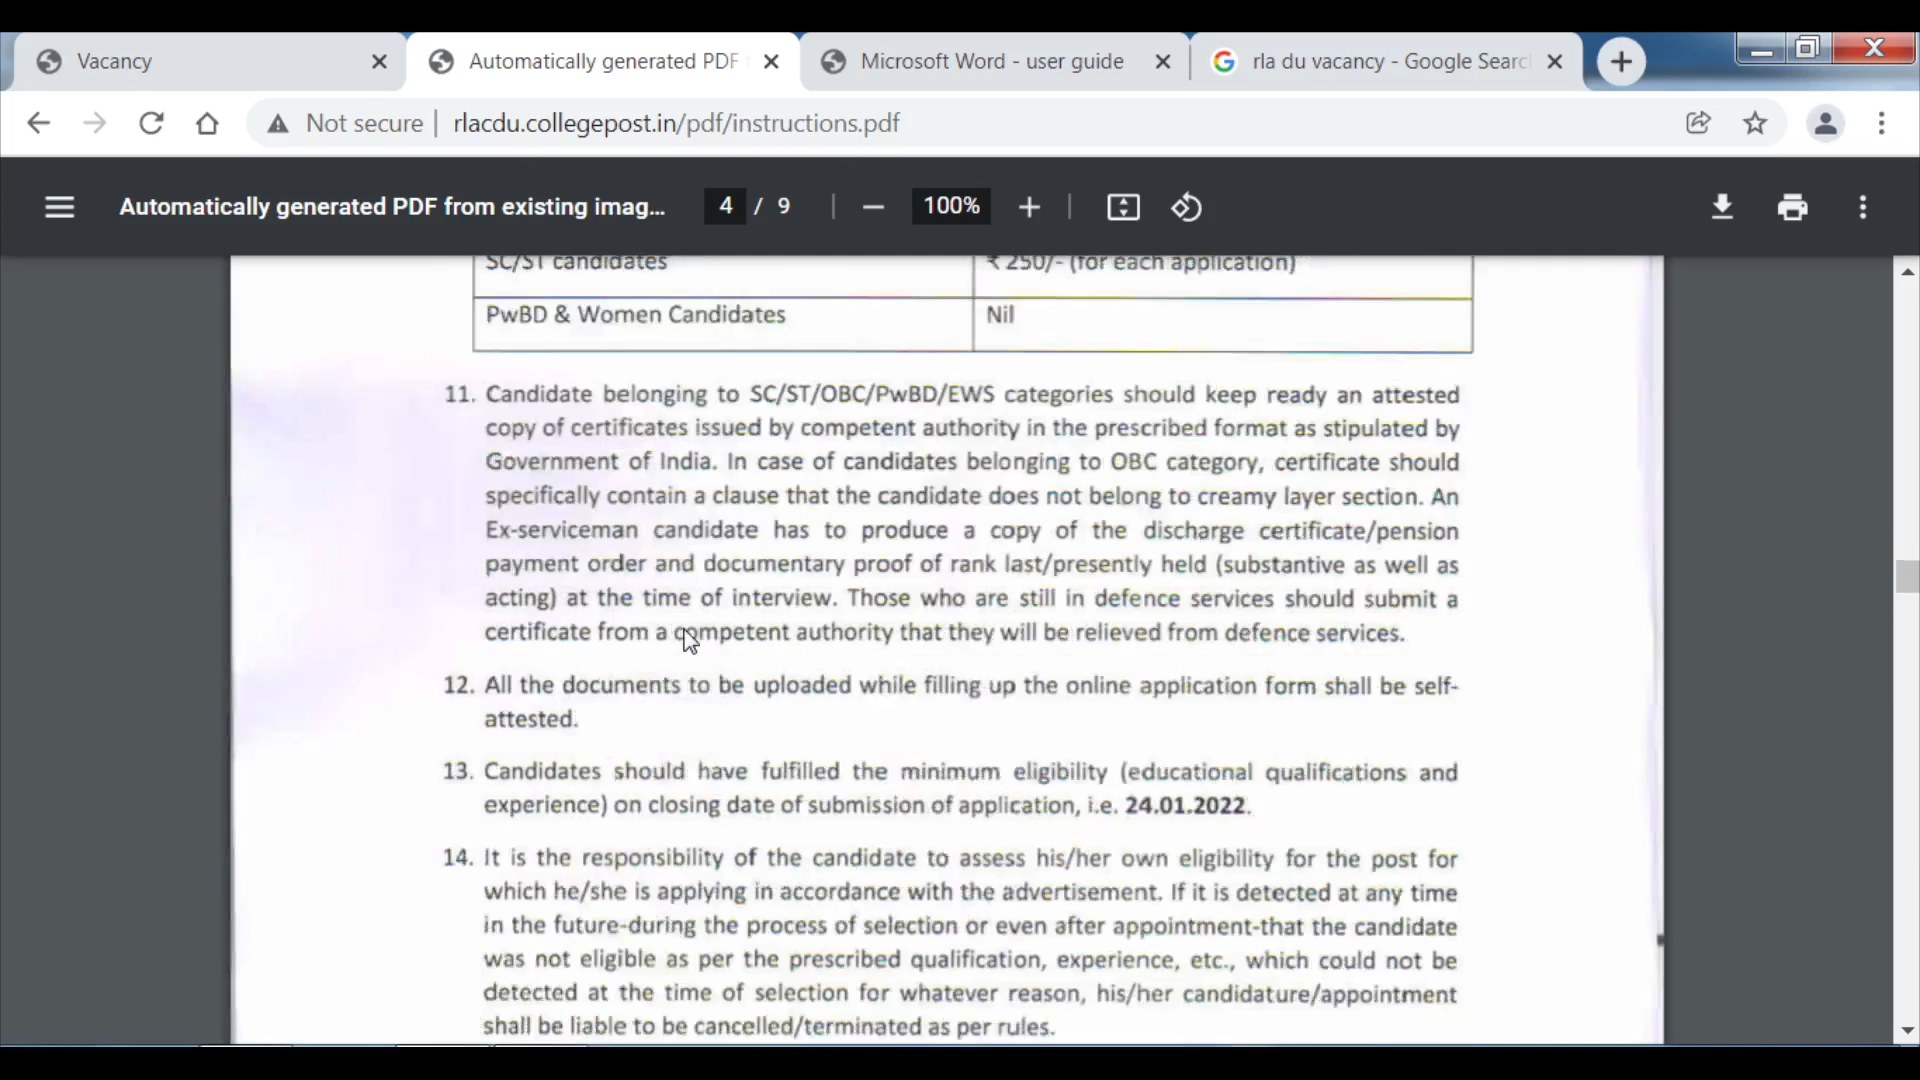 Vacancy
Automatically generated PDF
Microsoft Word - user guide
rla du vacancy - Google Searc
Not secure
rlacdu.collegepost.in/pdf/instructions.pdf
Automatically generated PDF from existing imag...
4 / 9
100%
SC/ST candidates ₹ 250/- (for each application)
PwBD & Women Candidates Nil
11. Candidate belonging to SC/ST/OBC/PwBD/EWS categories should keep ready an attested
copy of certificates issued by competent authority in the prescribed format as stipulated by
Government of India. In case of candidates belonging to OBC category, certificate should
specifically contain a clause that the candidate does not belong to creamy layer section. An
Ex-serviceman candidate has to produce a copy of the discharge certificate/pension
payment order and documentary proof of rank last/presently held (substantive as well as
acting) at the time of interview. Those who are still in defence services should submit a
certificate from a competent authority that they will be relieved from defence services.
12. All the documents to be uploaded while filling up the online application form shall be self-
attested.
13. Candidates should have fulfilled the minimum eligibility (educational qualifications and
experience) on closing date of submission of application, i.e. 24.01.2022.
14. It is the responsibility of the candidate to assess his/her own eligibility for the post for
which he/she is applying in accordance with the advertisement. If it is detected at any time
in the future-during the process of selection or even after appointment-that the candidate
was not eligible as per the prescribed qualification, experience, etc., which could not be
detected at the time of selection for whatever reason, his/her candidature/appointment
shall be liable to be cancelled/terminated as per rules.